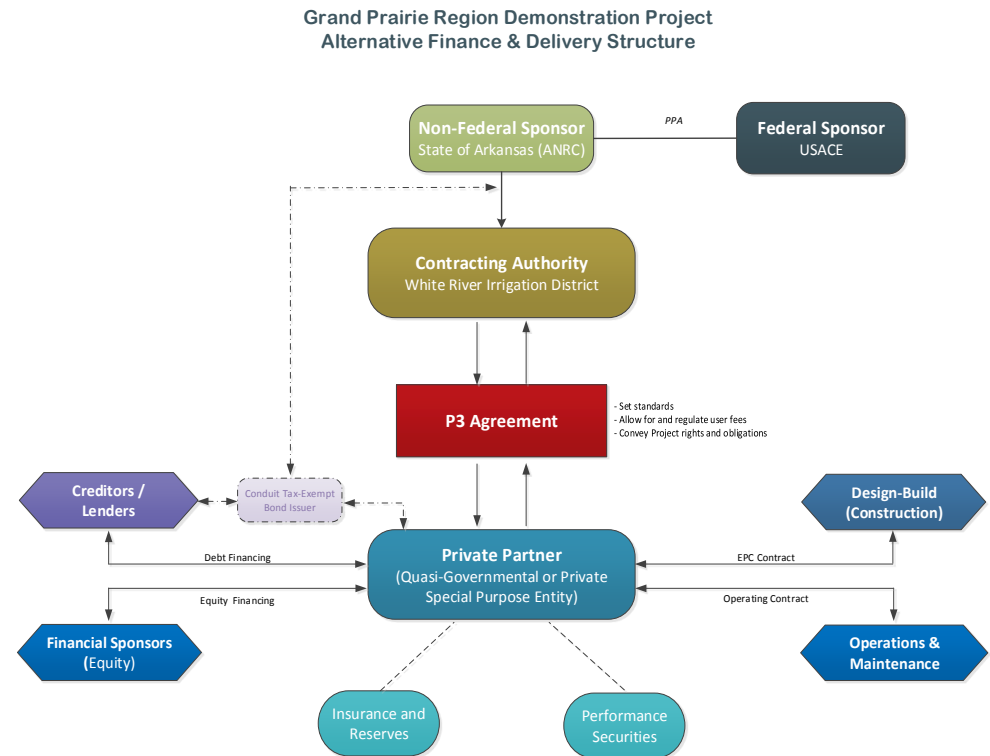 Grand Prairie Region Demonstration Project
Alternative Finance & Delivery Structure
Non-Federal Sponsor
State of Arkansas (ANRC)
PPA
Federal Sponsor
USACE
Contracting Authority
White River Irrigation District
P3 Agreement
- Set standards
- Allow for and regulate user fees
- Convey Project rights and obligations
Creditors /
Lenders
Conduit Tax-Exempt
Bond Issuer
Design-Build
(Construction)
Debt Financing
Private Partner
(Quasi-Governmental or Private
Special Purpose Entity)
EPC Contract
Equity Financing
Operating Contract
Financial Sponsors
(Equity)
Operations &
Maintenance
Insurance and
Reserves
Performance
Securities